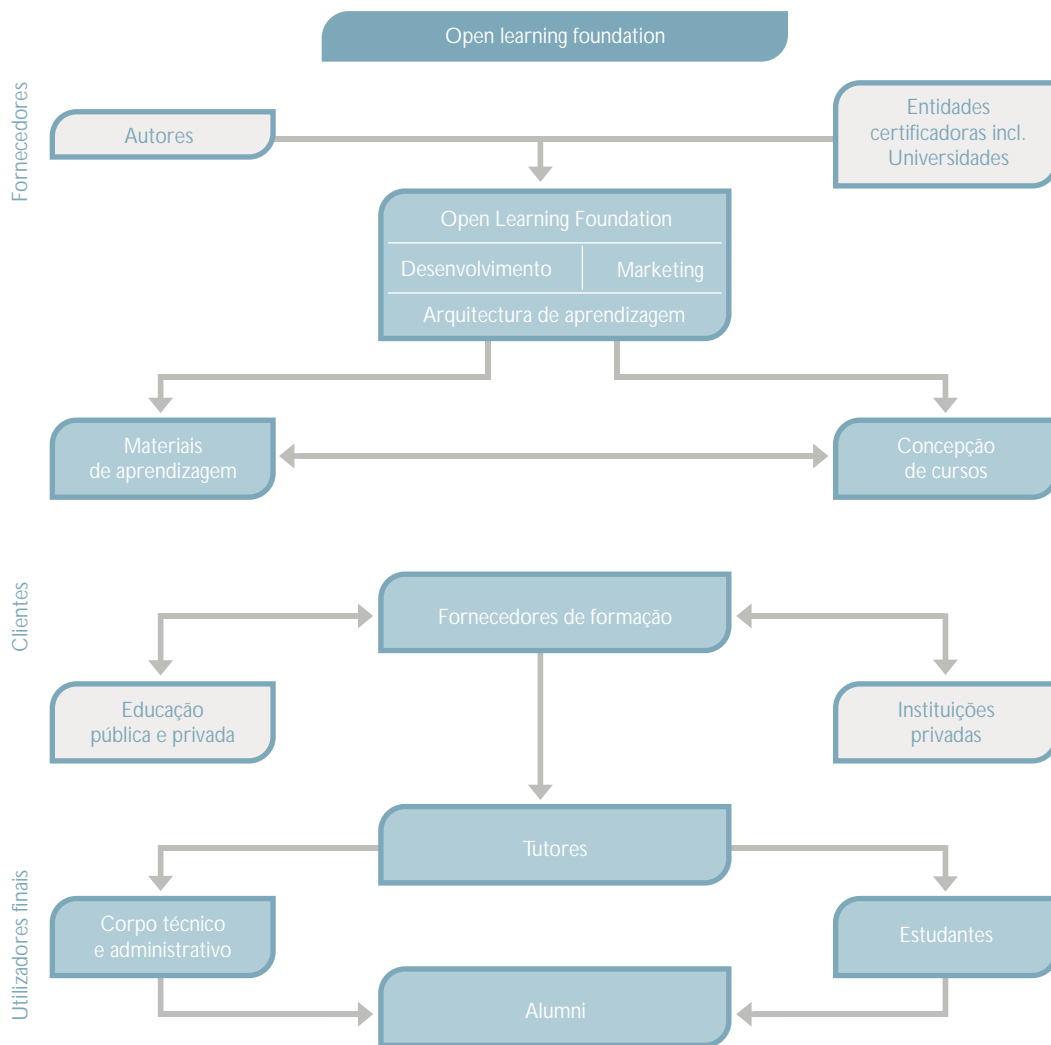 Open learning foundation
Fornecedores
Autores
Entidades
certificadoras incl.
Universidades
Open Learning Foundation
Desenvolvimento
Marketing
Arquitectura de aprendizagem
Materiais
de aprendizagem
Concepção
de cursos
Clientes
Fornecedores de formação
Educação
pública e privada
Instituições
privadas
Utilizadores finais
Tutores
Corpo técnico
e administrativo
Estudantes
Alumni